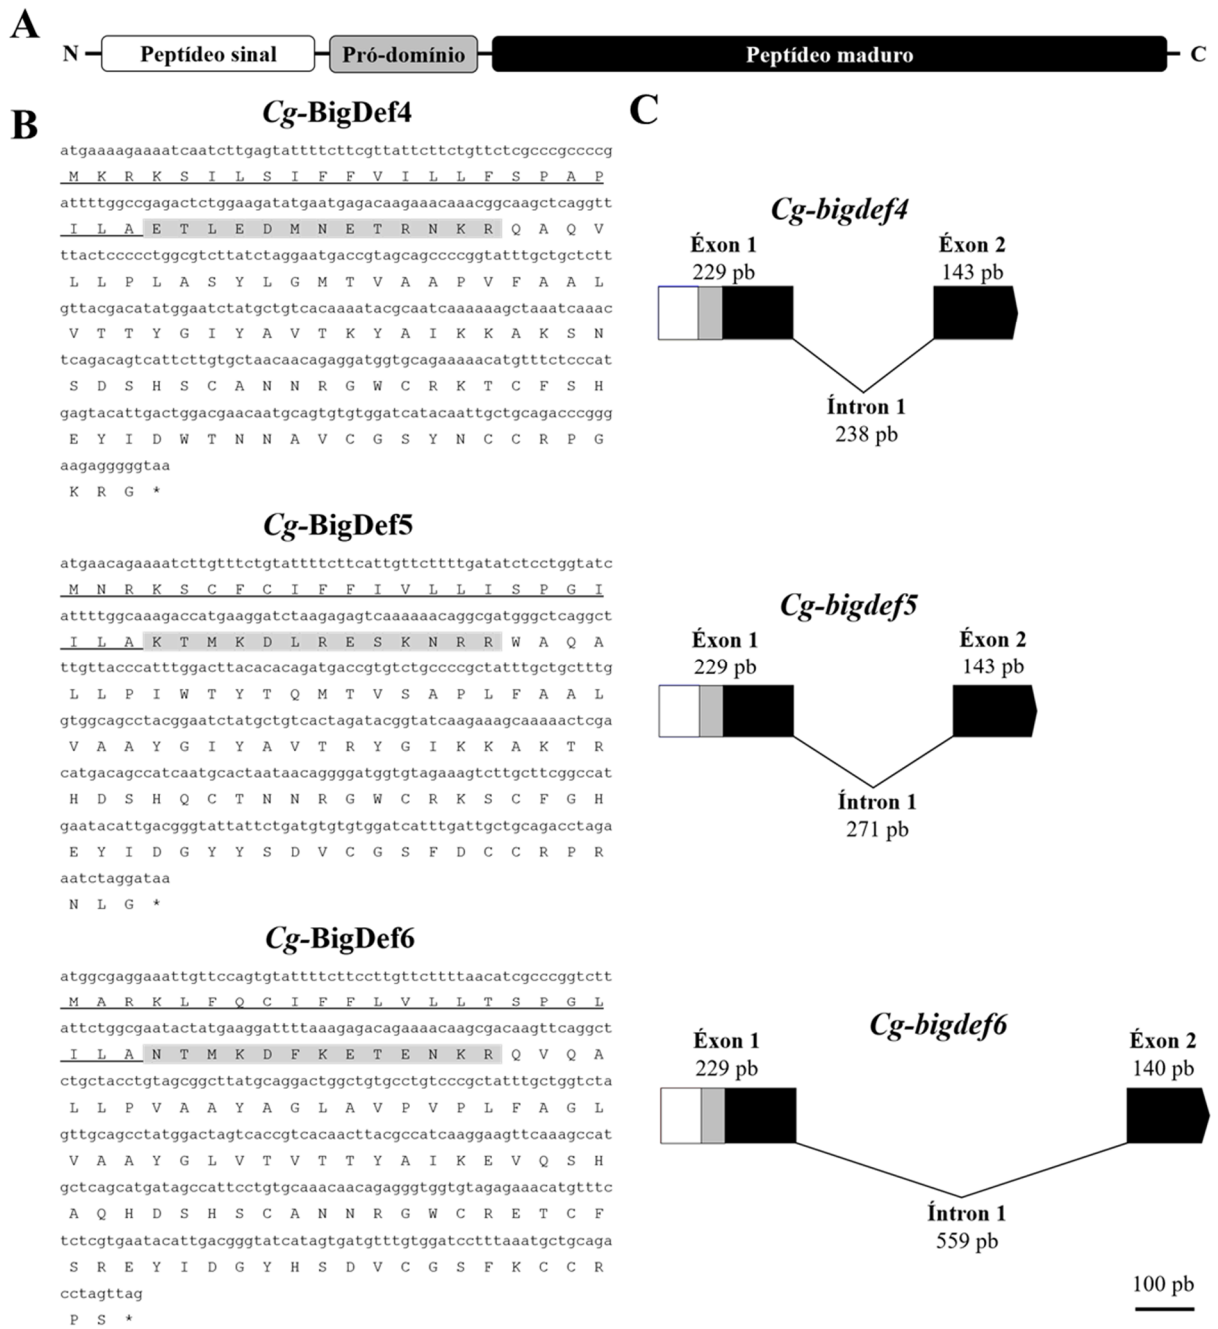 A
N Peptídeo sinal Pró-domínio Peptídeo maduro C
B
Cg-BigDef4
atgaaaagaaaatcaatcttgagtattttcttcgttattcttctgttctcgcccgccccg
M K R K S I L S I F F V I L L F S P A P
attttggccgagactctggaagatatgaatgagacaagaaacaaacggcaagctcaggtt
I L A E T L E D M N E T R N K R Q A Q V
ttactccccctggcgtcttatctaggaatgaccgtagcagccccggtatttgctgctctt
L L P L A S Y L G M T V A A P V F A A L
gttacgacatatggaatctatgctgtcacaaaatacgcaatcaaaaaagctaaatcaaac
V T T Y G I Y A V T K Y A I K K A K S N
tcagacagtcattcttgtgctaacaacagaggatggtgcagaaaaacatgtttctcccat
S D S H S C A N N R G W C R K T C F S H
gagtacattgactggacgaacaatgcagtgtgtggatcatacaattgctgcagacccggg
E Y I D W T N N A V C G S Y N C C R P G
aagagggggtaa
K R G *
Cg-BigDef5
atgaacagaaaatcttgtttctgtattttcttcattgttcttttgatatctcctggtatc
M N R K S C F C I F F I V L L I S P G I
attttggcaaagaccatgaaggatctaagagagtcaaaaaacaggcgatgggctcaggct
I L A K T M K D L R E S K N R R W A Q A
ttgttacccatttggacttacacacagatgaccgtgtctgccccgctatttgctgctttg
L L P I W T Y T Q M T V S A P L F A A L
gtggcagcctacggaatctatgctgtcactagatacggtatcaagaaagcaaaaactcga
V A A Y G I Y A V T R Y G I K K A K T R
catgacagccatcaatgcactaataacaggggatggtgtagaaagtcttgcttcggccat
H D S H Q C T N N R G W C R K S C F G H
gaatacattgacgggtattattctgatgtgtgtggatcatttgattgctgcagacctaga
E Y I D G Y Y S D V C G S F D C C R P R
aatctaggataa
N L G *
Cg-BigDef6
atggcgaggaaattgttccagtgtattttcttccttgttcttttaacatcgcccggtctt
M A R K L F Q C I F F L V L L T S P G L
attctggcgaatactatgaaggattttaaagagacagaaaacaagcgacaagttcaggct
I L A N T M K D F K E T E N K R Q V Q A
ctgctacctgtagcggcttatgcaggactggctgtgcctgtcccgctatttgctggtcta
L L P V A A Y A G L A V P V P L F A G L
gttgcagcctatggactagtcaccgtcacaacttacgccatcaaggaagttcaaagccat
V A A Y G L V T V T T Y A I K E V Q S H
gctcagcatgatagccattcctgtgcaaacaacagagggtggtgtagagaaacatgtttc
A Q H D S H S C A N N R G W C R E T C F
tctcgtgaatacattgacgggtatcatagtgatgtttgtggatcctttaaatgctgcaga
S R E Y I D G Y H S D V C G S F K C C R
cctagttag
P S *
C
Cg-bigdef4
Éxon 1 Éxon 2
229 pb 143 pb
Íntron 1
238 pb
Cg-bigdef5
Éxon 1 Éxon 2
229 pb 143 pb
Íntron 1
271 pb
Cg-bigdef6
Éxon 1 Éxon 2
229 pb 140 pb
Íntron 1
559 pb
100 pb